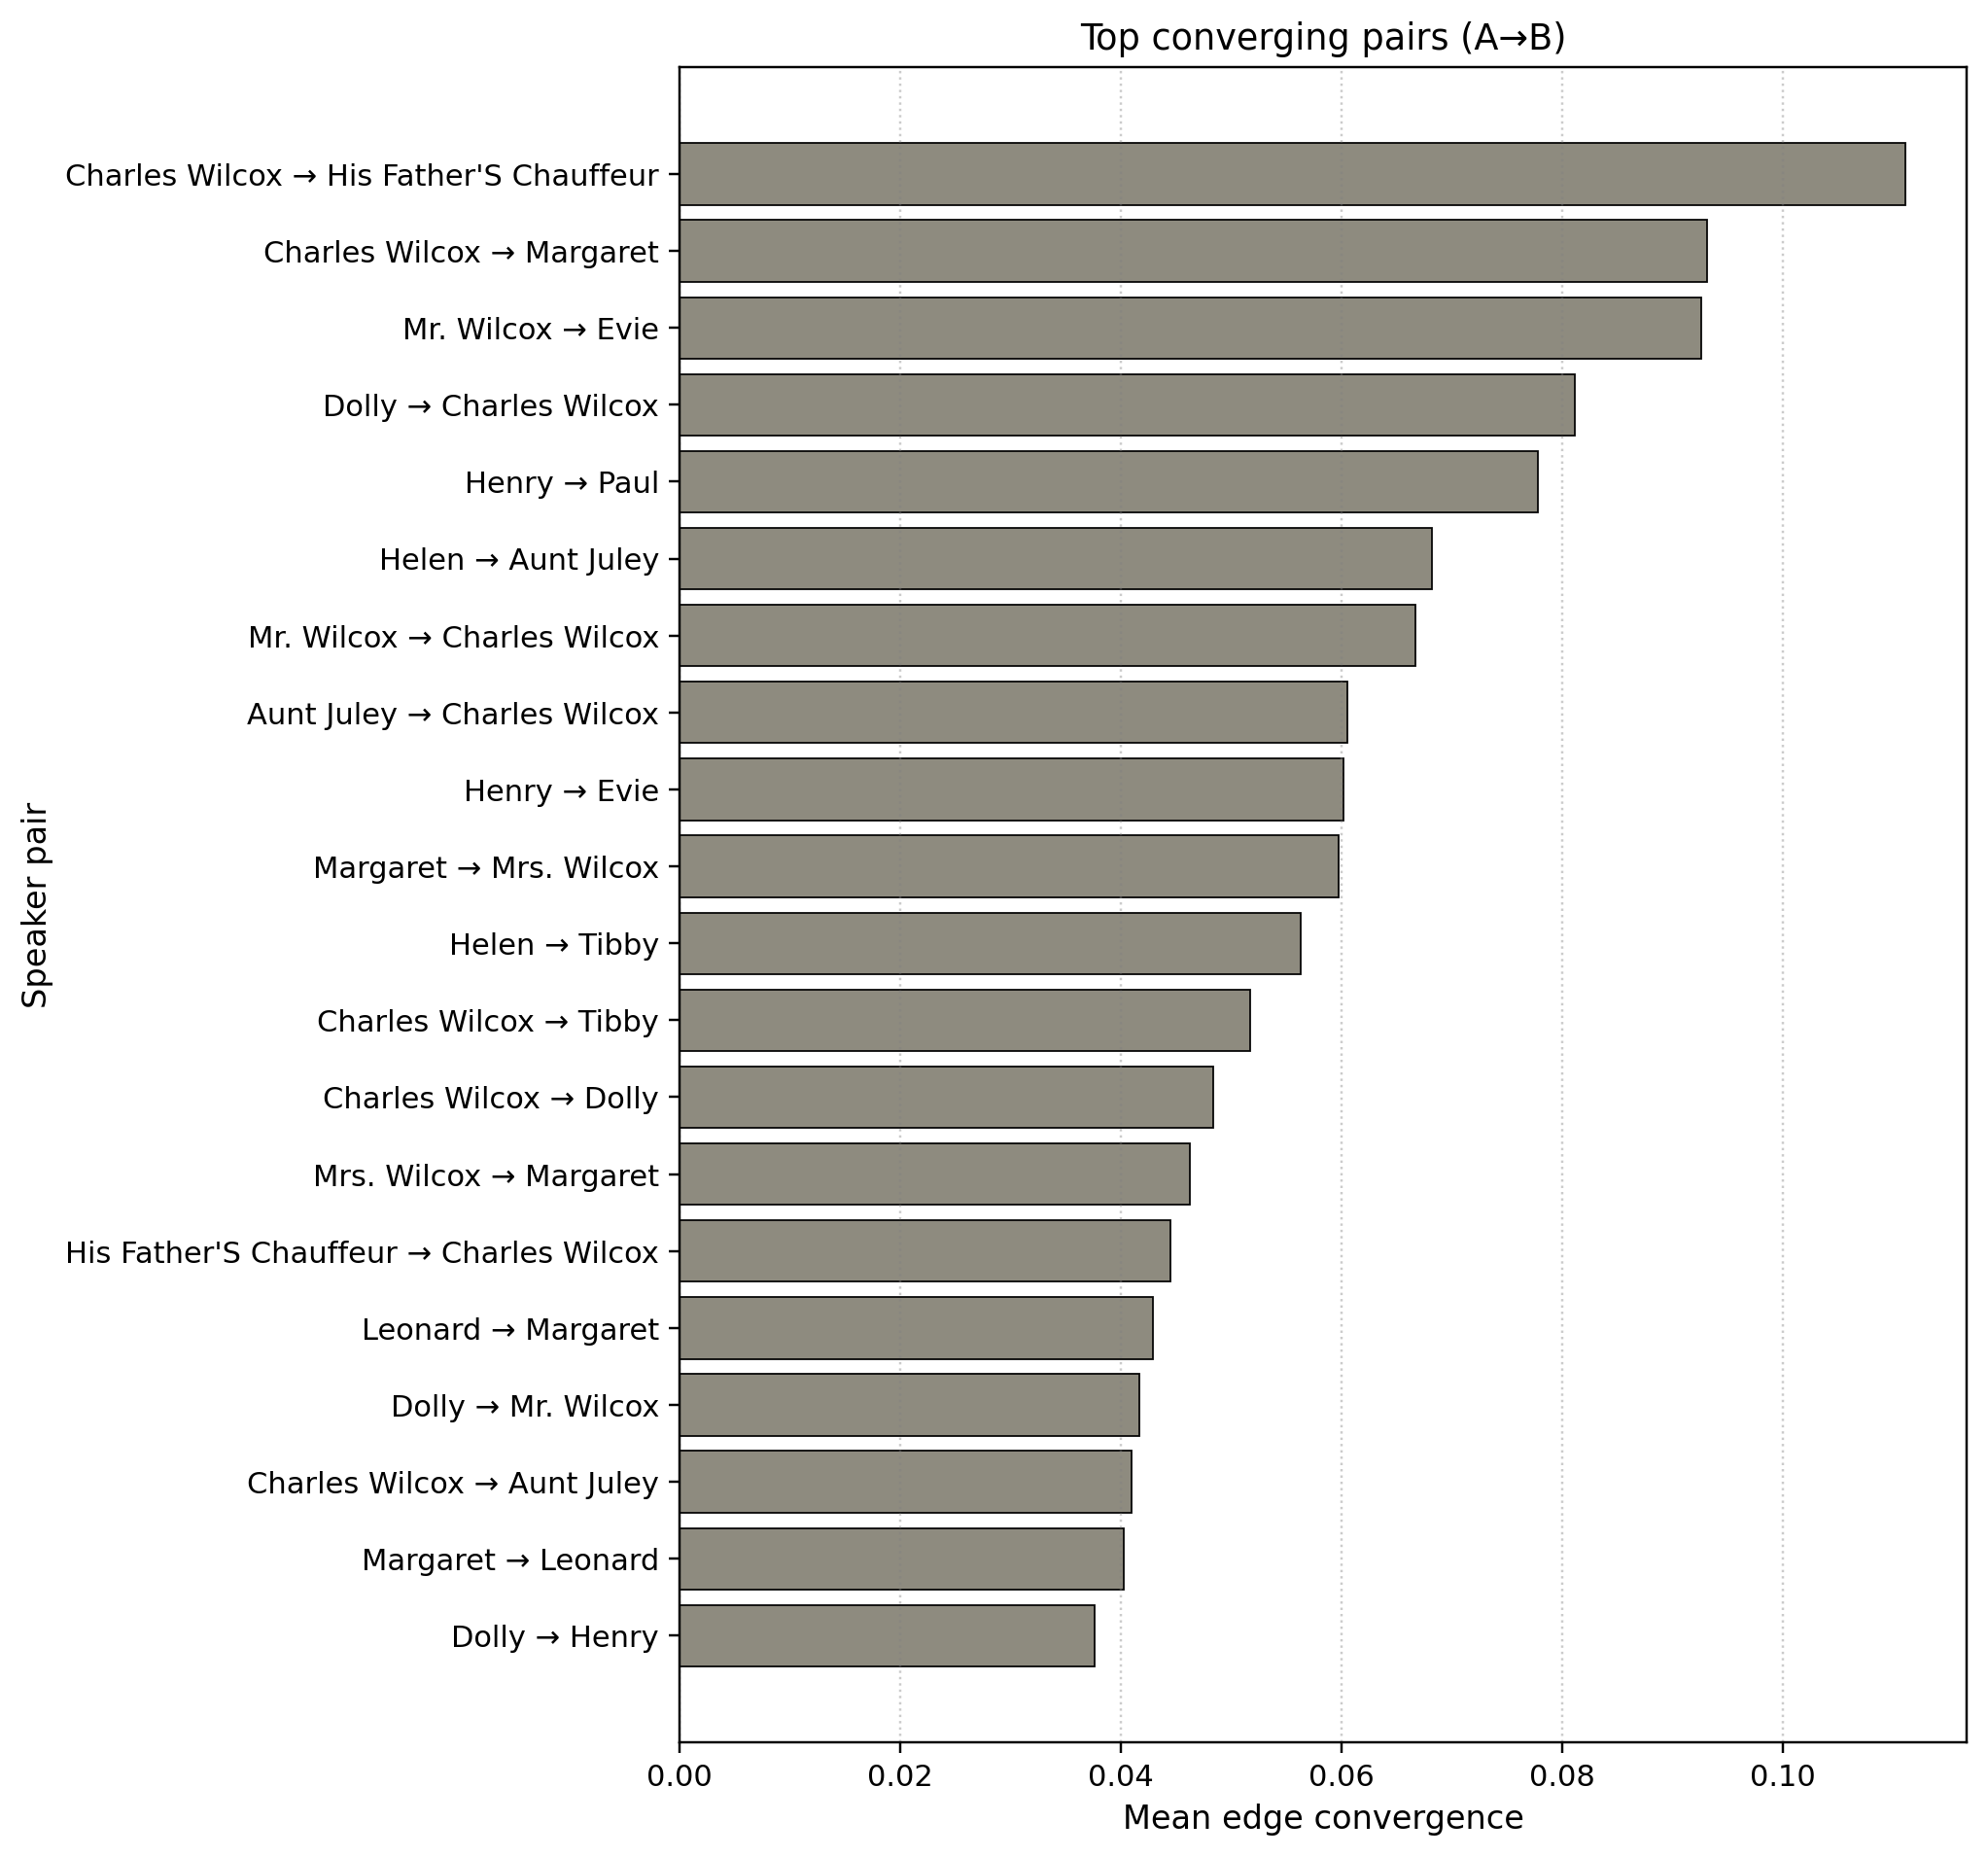 Top converging pairs (A→B)
Charles Wilcox → His Father'S Chauffeur
Charles Wilcox → Margaret
Mr. Wilcox → Evie
Dolly → Charles Wilcox
Henry → Paul
Helen → Aunt Juley
Mr. Wilcox → Charles Wilcox
Aunt Juley → Charles Wilcox
Henry → Evie
Margaret → Mrs. Wilcox
Helen → Tibby
Charles Wilcox → Tibby
Charles Wilcox → Dolly
Mrs. Wilcox → Margaret
His Father'S Chauffeur → Charles Wilcox
Leonard → Margaret
Dolly → Mr. Wilcox
Charles Wilcox → Aunt Juley
Margaret → Leonard
Dolly → Henry
Speaker pair
0.00 0.02 0.04 0.06 0.08 0.10
Mean edge convergence